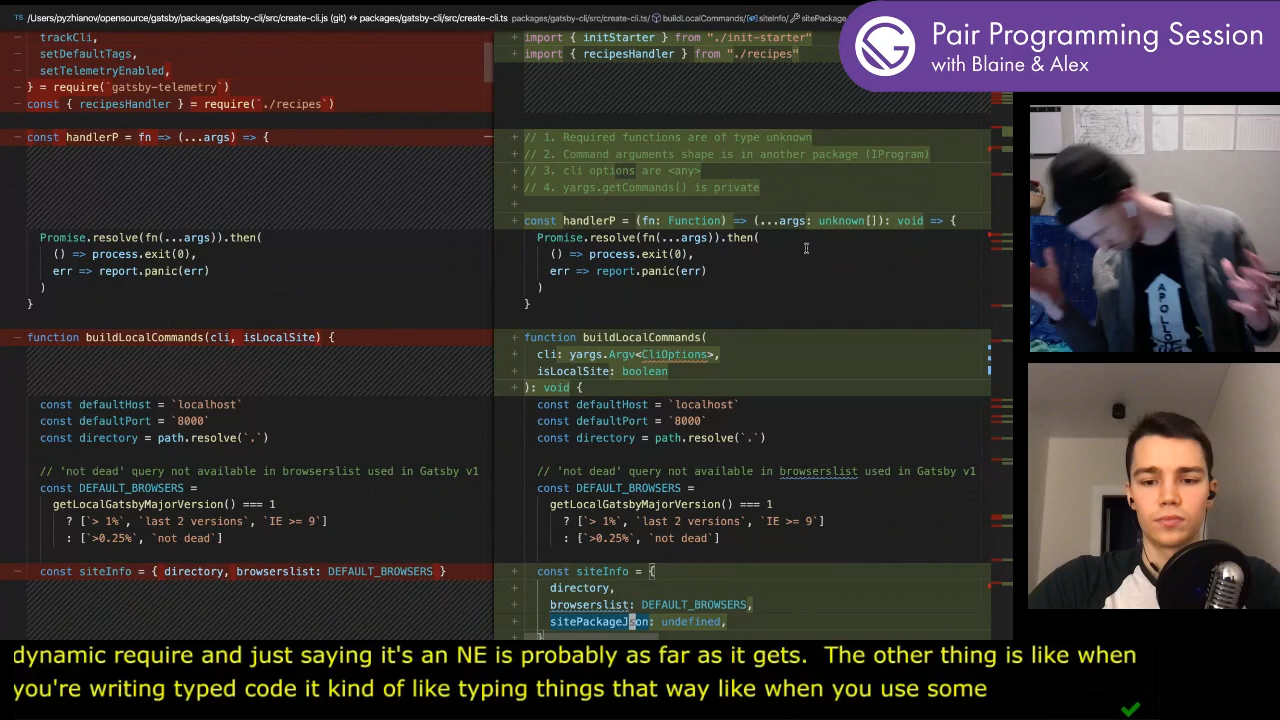 TS /Users/pyzhianov/opensource/gatsby/packages/gatsby-cli/src/create-cli.js (git) ↔ packages/gatsby-cli/src/create-cli.ts packages/gatsby-cli/src/create-cli.ts/ buildLocalCommands/ siteInfo/ sitePackage
Pair Programming Session
with Blaine & Alex
trackCli,
setDefaultTags,
setTelemetryEnabled,
} = require(`gatsby-telemetry`)
const { recipesHandler } = require(`./recipes`)
const handlerP = fn => (...args) => {
Promise.resolve(fn(...args)).then(
() => process.exit(0),
err => report.panic(err)
)
}
function buildLocalCommands(cli, isLocalSite) {
const defaultHost = `localhost`
const defaultPort = `8000`
const directory = path.resolve(`.`)
// 'not dead' query not available in browserslist used in Gatsby v1
const DEFAULT_BROWSERS =
getLocalGatsbyMajorVersion() === 1
? [`> 1%`, `last 2 versions`, `IE >= 9`]
: [`>0.25%`, `not dead`]
const siteInfo = { directory, browserslist: DEFAULT_BROWSERS }
import { initStarter } from "./init-starter"
import { recipesHandler } from "./recipes"
// 1. Required functions are of type unknown
// 2. Command arguments shape is in another package (IProgram)
// 3. cli options are <any>
// 4. yargs.getCommands() is private
const handlerP = (fn: Function) => (...args: unknown[]): void => {
Promise.resolve(fn(...args)).then(
() => process.exit(0),
err => report.panic(err)
)
}
function buildLocalCommands(
cli: yargs.Argv<CliOptions>,
isLocalSite: boolean
): void {
const defaultHost = `localhost`
const defaultPort = `8000`
const directory = path.resolve(`.`)
// 'not dead' query not available in browserslist used in Gatsby v1
const DEFAULT_BROWSERS =
getLocalGatsbyMajorVersion() === 1
? [`> 1%`, `last 2 versions`, `IE >= 9`]
: [`>0.25%`, `not dead`]
const siteInfo = {
directory,
browserslist: DEFAULT_BROWSERS,
sitePackageJson: undefined,
}
APOLLO
dynamic require and just saying it's an NE is probably as far as it gets. The other thing is like when
you're writing typed code it kind of like typing things that way like when you use some